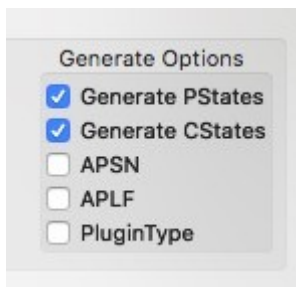 Generate Options
Generate PStates
Generate CStates
APSN
APLF
PluginType